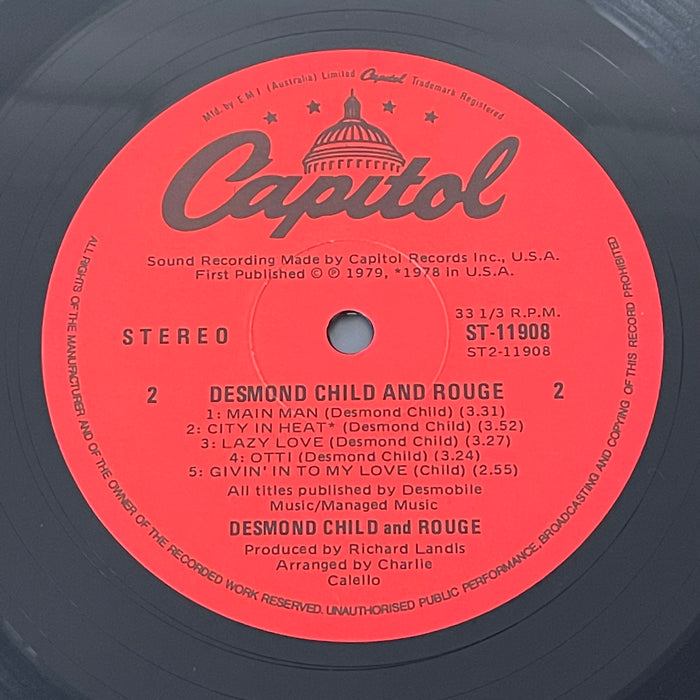 Mfd. by E M I (Australia) Limited Capitol Trademark Registered
Capitol
Sound Recording Made by Capitol Records Inc., U.S.A.
First Published © ℗ 1979, *1978 in U.S.A.
STEREO
33 1/3 R.P.M.
ST-11908
ST2-11908
2 DESMOND CHILD AND ROUGE 2
1: MAIN MAN (Desmond Child) (3.31)
2: CITY IN HEAT* (Desmond Child) (3.52)
3: LAZY LOVE (Desmond Child) (3.27)
4: OTTI (Desmond Child) (3.24)
5: GIVIN' IN TO MY LOVE (Child) (2.55)
All titles published by Desmobile
Music/Managed Music
DESMOND CHILD and ROUGE
Produced by Richard Landis
Arranged by Charlie
Calello
ALL RIGHTS OF THE MANUFACTURER AND OF THE OWNER OF THE RECORDED WORK RESERVED. UNAUTHORISED PUBLIC PERFORMANCE, BROADCASTING AND COPYING OF THIS RECORD PROHIBITED